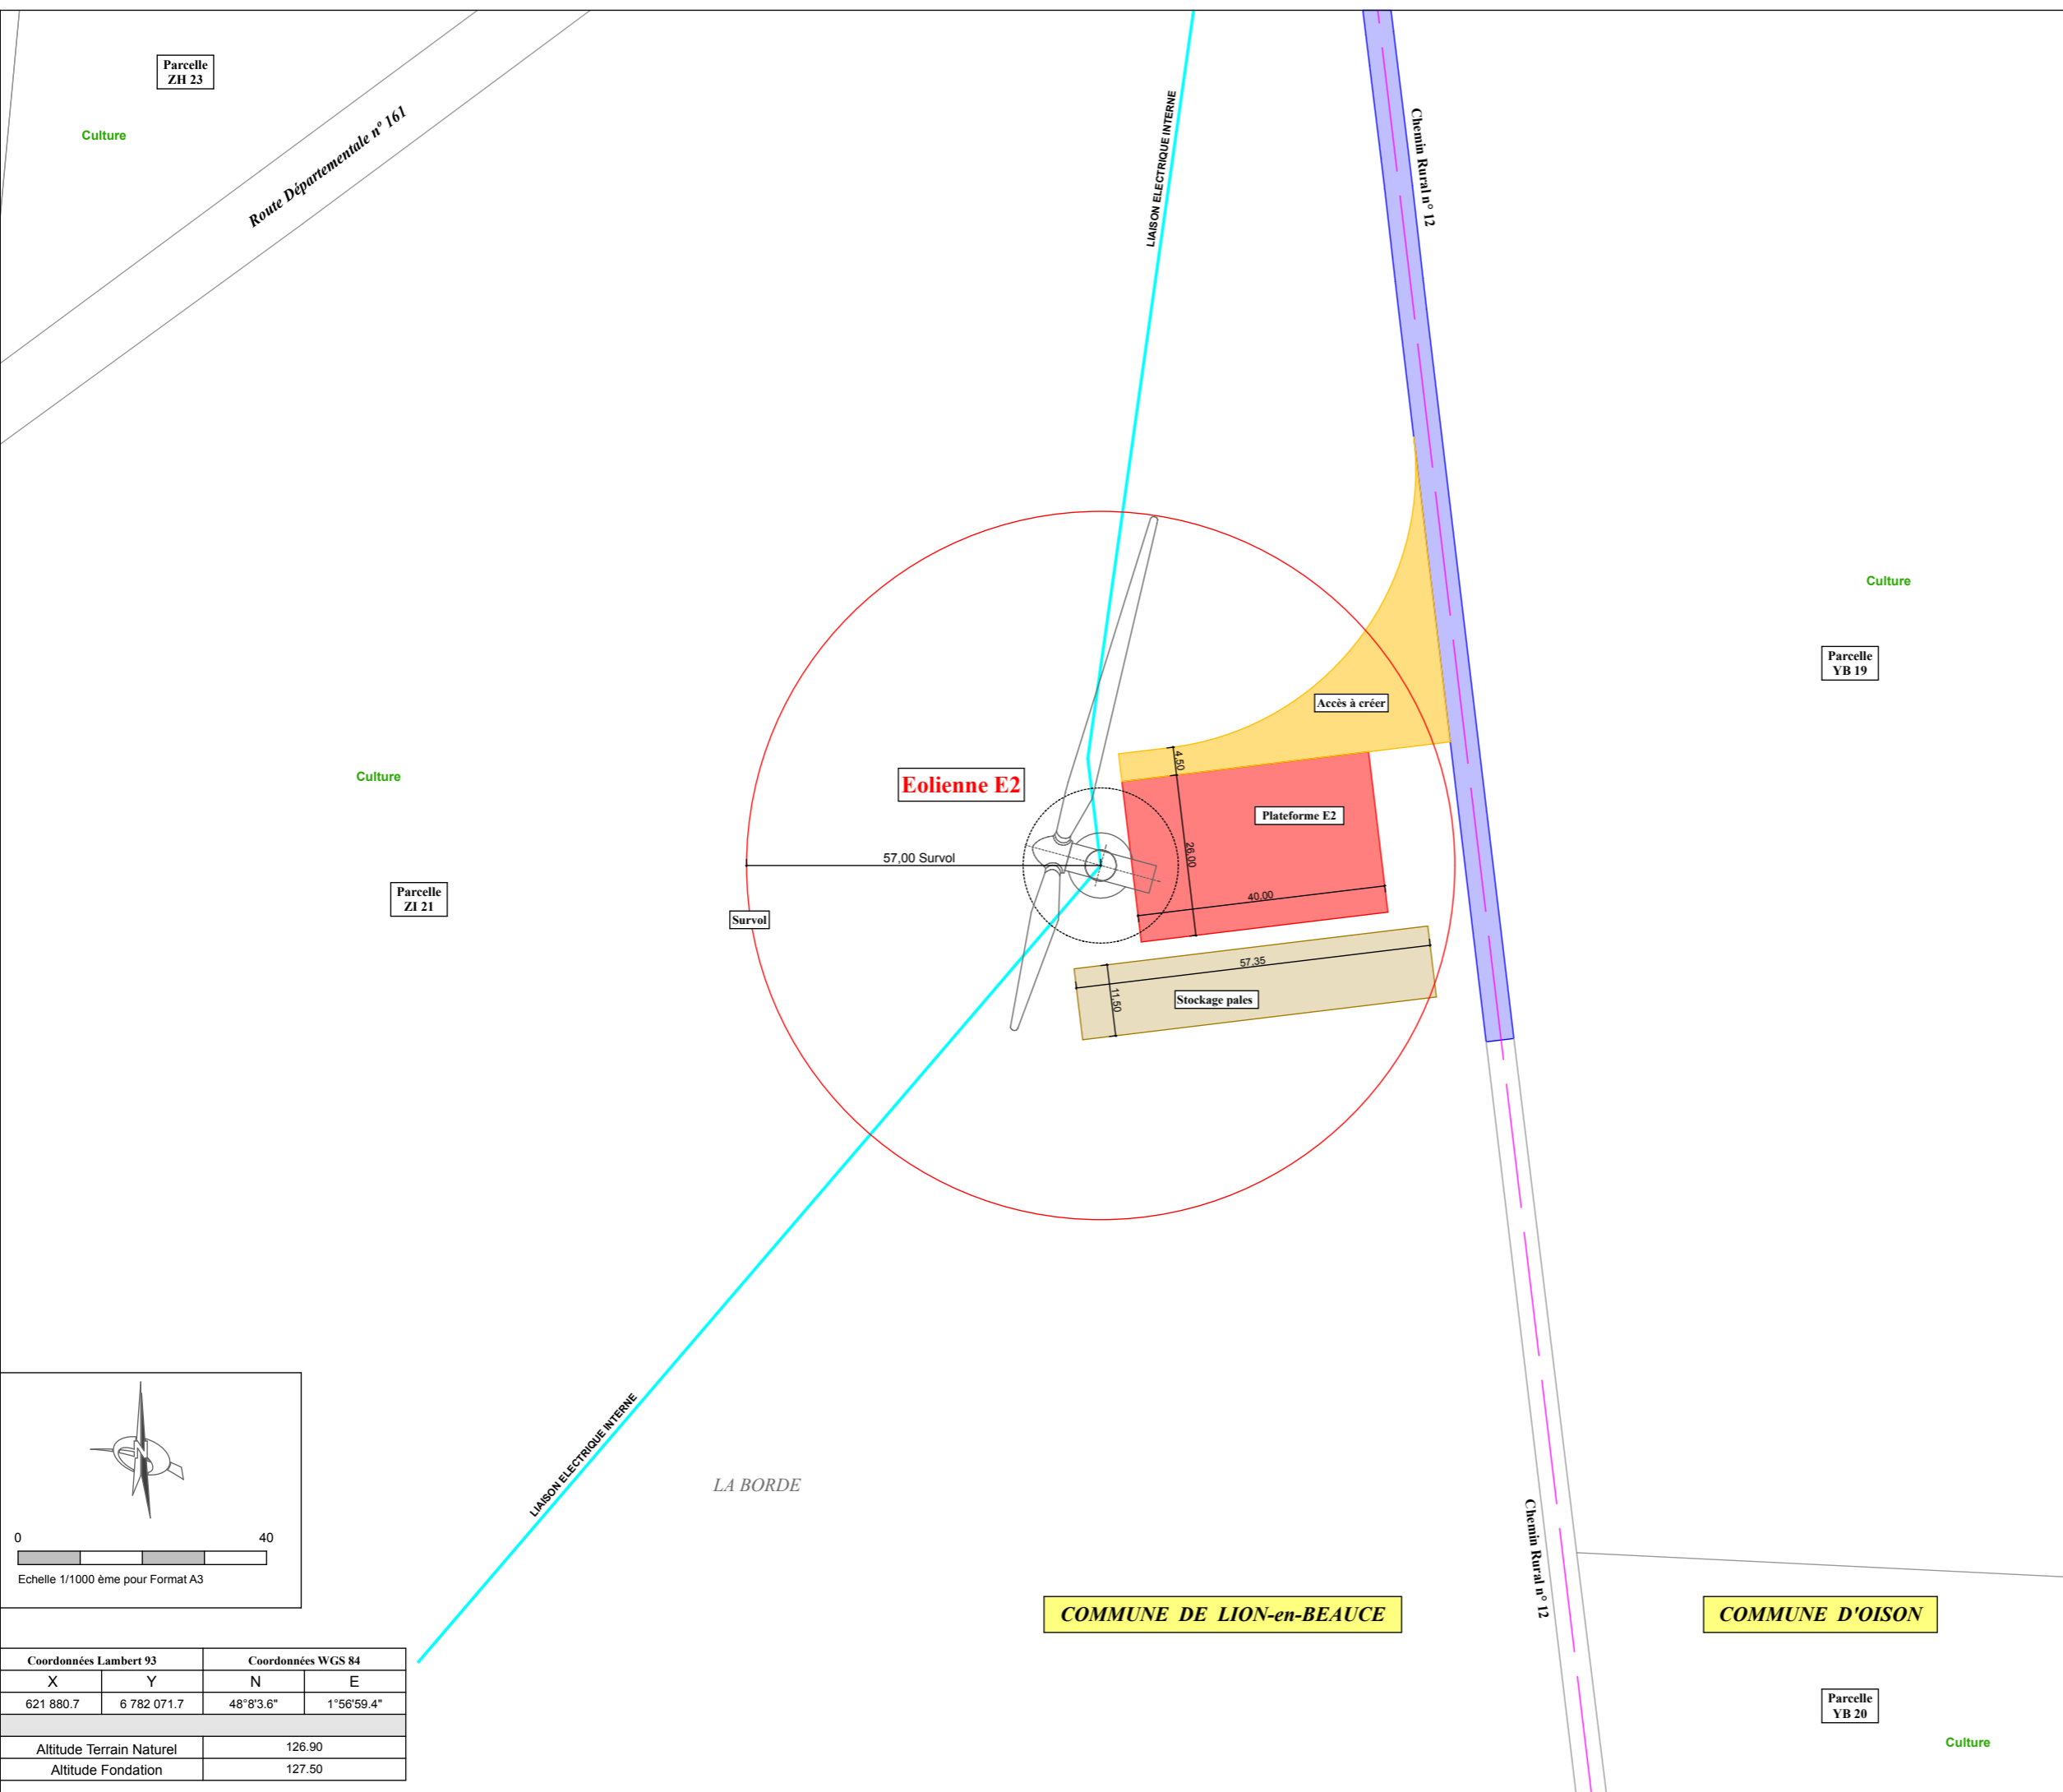 Parcelle
ZH 23
Culture
Route Départementale n° 161
LIAISON ELECTRIQUE INTERNE
Chemin Rural n° 12
Culture
Parcelle
YB 19
Accès à créer
4,50
Eolienne E2
Plateforme E2
Culture
26,00
57,00 Survol
40,00
Parcelle
ZI 21
Survol
57,35
11,50
Stockage pales
N
0 40
Echelle 1/1000 ème pour Format A3
LIAISON ELECTRIQUE INTERNE
LA BORDE
Chemin Rural n° 12
COMMUNE DE LION-en-BEAUCE
COMMUNE D'OISON
Coordonnées Lambert 93 Coordonnées WGS 84
X Y N E
621 880.7 6 782 071.7 48°8'3.6" 1°56'59.4"
Altitude Terrain Naturel 126.90
Altitude Fondation 127.50
Parcelle
YB 20
Culture